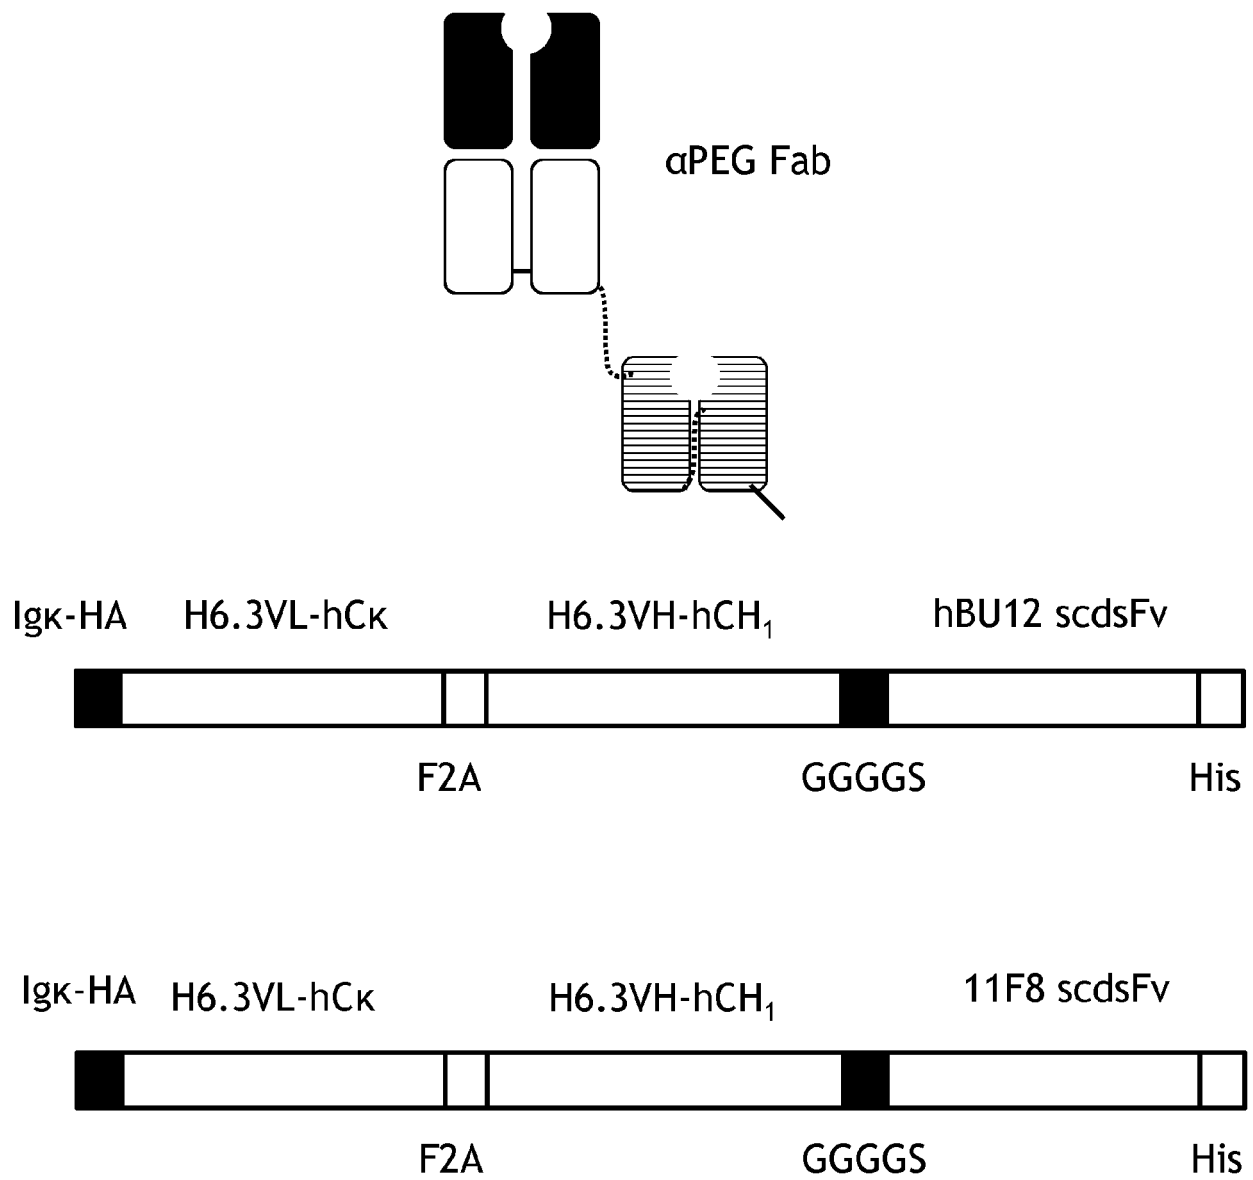 αPEG Fab
Igκ-HA H6.3VL-hCκ H6.3VH-hCH₁ hBU12 scdsFv
F2A GGGGS His
Igκ-HA H6.3VL-hCκ H6.3VH-hCH₁ 11F8 scdsFv
F2A GGGGS His